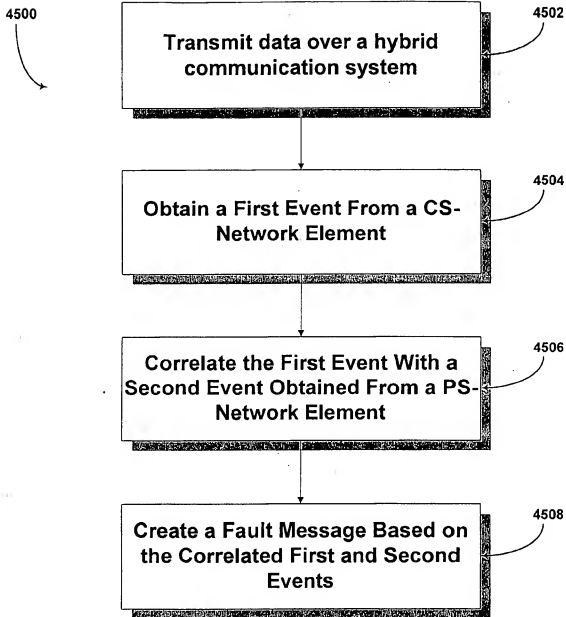 4500
4502
Transmit data over a hybrid
communication system
4504
Obtain a First Event From a CS-
Network Element
4506
Correlate the First Event With a
Second Event Obtained From a PS-
Network Element
4508
Create a Fault Message Based on
the Correlated First and Second
Events